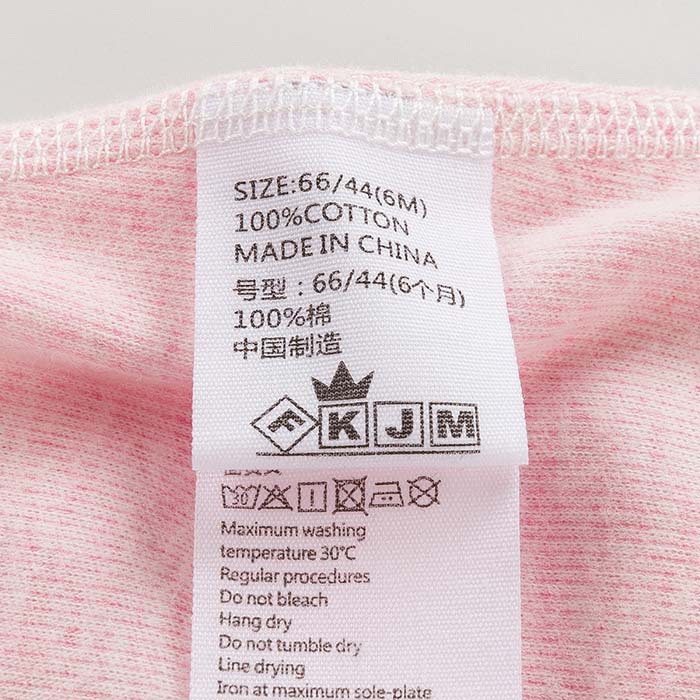 SIZE:66/44(6M)
100%COTTON
MADE IN CHINA
号型：66/44(6个月)
100%棉
中国制造
F K J M
30
Maximum washing
temperature 30℃
Regular procedures
Do not bleach
Hang dry
Do not tumble dry
Line drying
Iron at maximum sole-plate